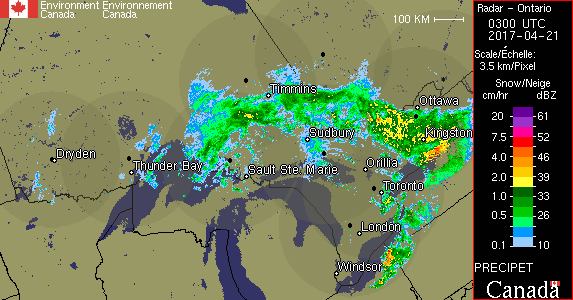 Environment Environnement
Canada Canada
100 KM
Timmins
Ottawa
Sudbury
Kingston
Dryden
Thunder Bay
Sault Ste. Marie
Orillia
Toronto
London
Windsor
Radar - Ontario
0300 UTC
2017-04-21
Scale/Échelle:
3.5 km/Pixel
Snow/Neige
cm/hr dBZ
20 61
7.5 52
4.0 46
2.0 39
1.0 33
0.5 26
0.1 10
PRECIPET
Canada